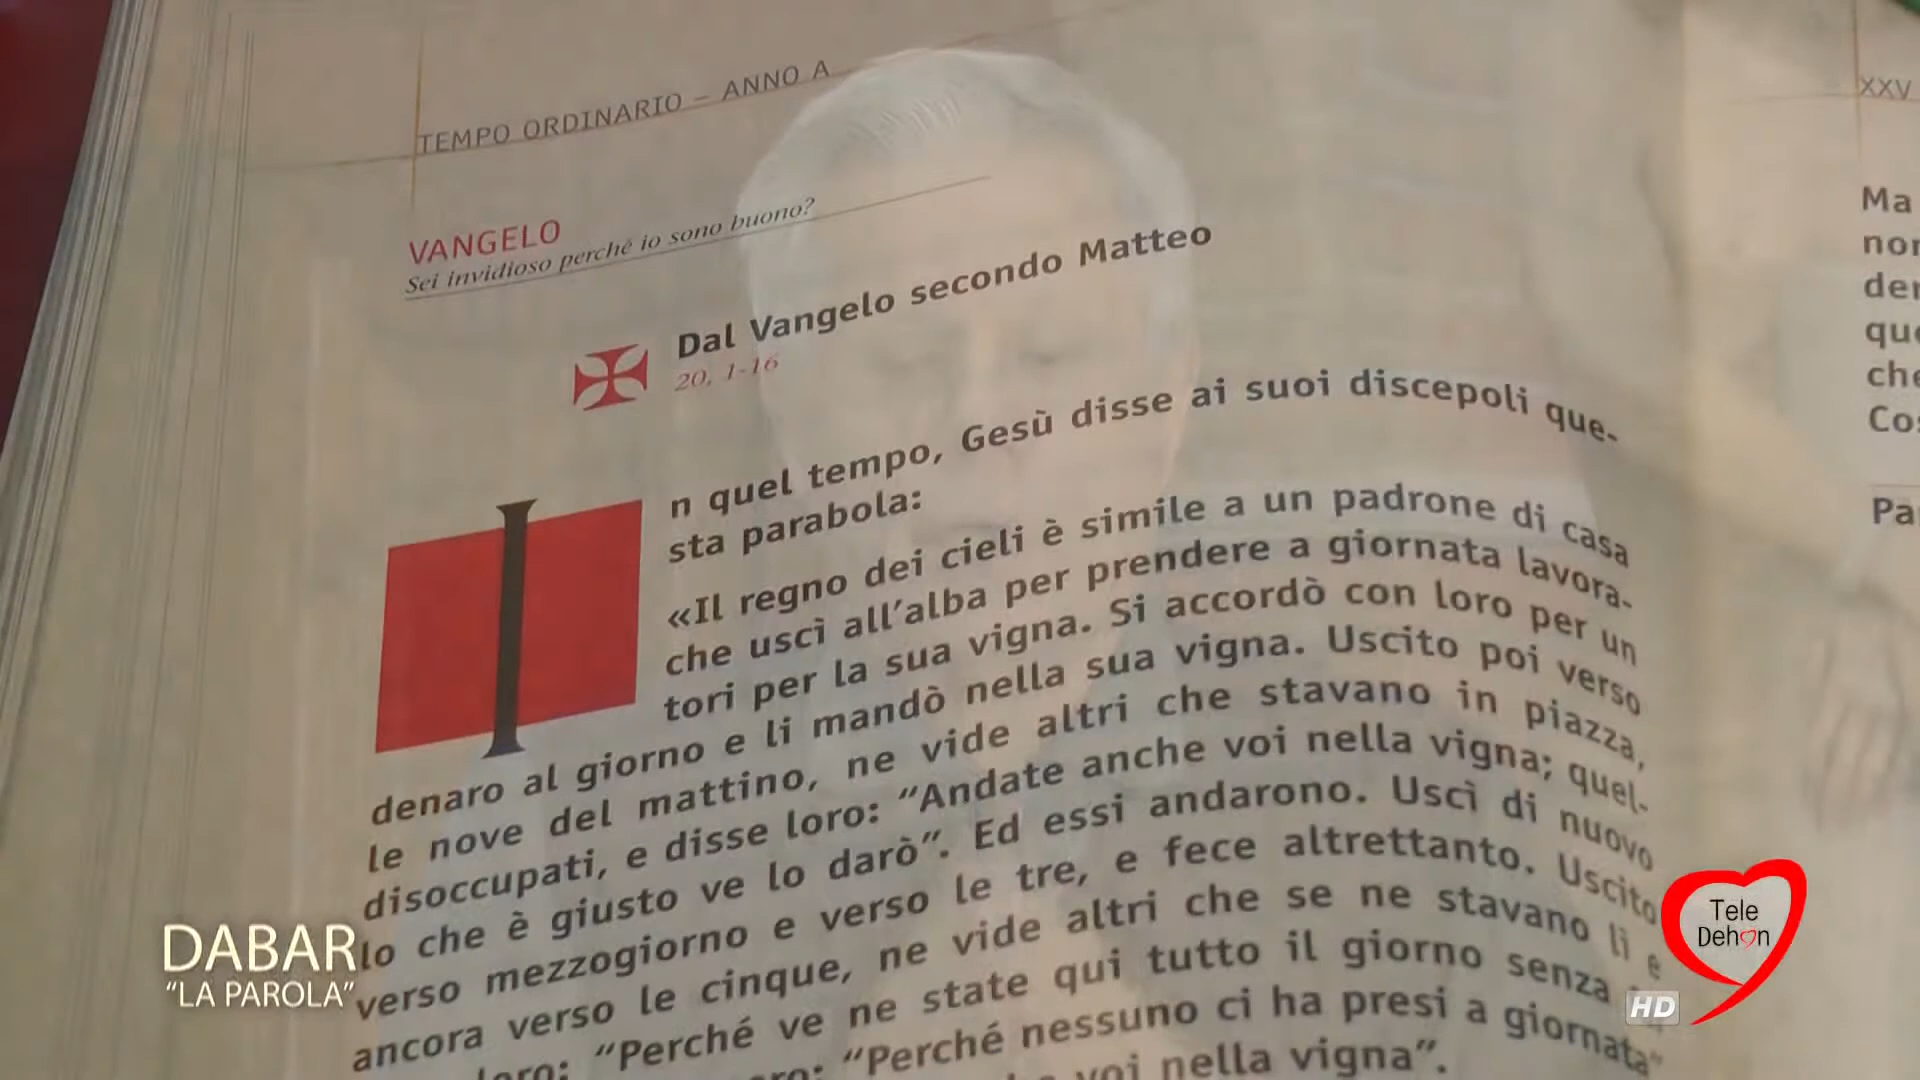 TEMPO ORDINARIO – ANNO A
VANGELO
Sei invidioso perché io sono buono?
Dal Vangelo secondo Matteo
20, 1-16
In quel tempo, Gesù disse ai suoi discepoli que-
sta parabola:
«Il regno dei cieli è simile a un padrone di casa
che uscì all’alba per prendere a giornata lavora-
tori per la sua vigna. Si accordò con loro per un
denaro al giorno e li mandò nella sua vigna. Uscito poi verso
le nove del mattino, ne vide altri che stavano in piazza,
disoccupati, e disse loro: “Andate anche voi nella vigna; quel-
lo che è giusto ve lo darò”. Ed essi andarono. Uscì di nuovo
verso mezzogiorno e verso le tre, e fece altrettanto. Uscito
ancora verso le cinque, ne vide altri che se ne stavano lì e
loro: “Perché ve ne state qui tutto il giorno senza
“Perché nessuno ci ha presi a giornata”
voi nella vigna”.
XXV
Ma
que
che
Pa
DABAR
“LA PAROLA”
Tele
Dehon
HD